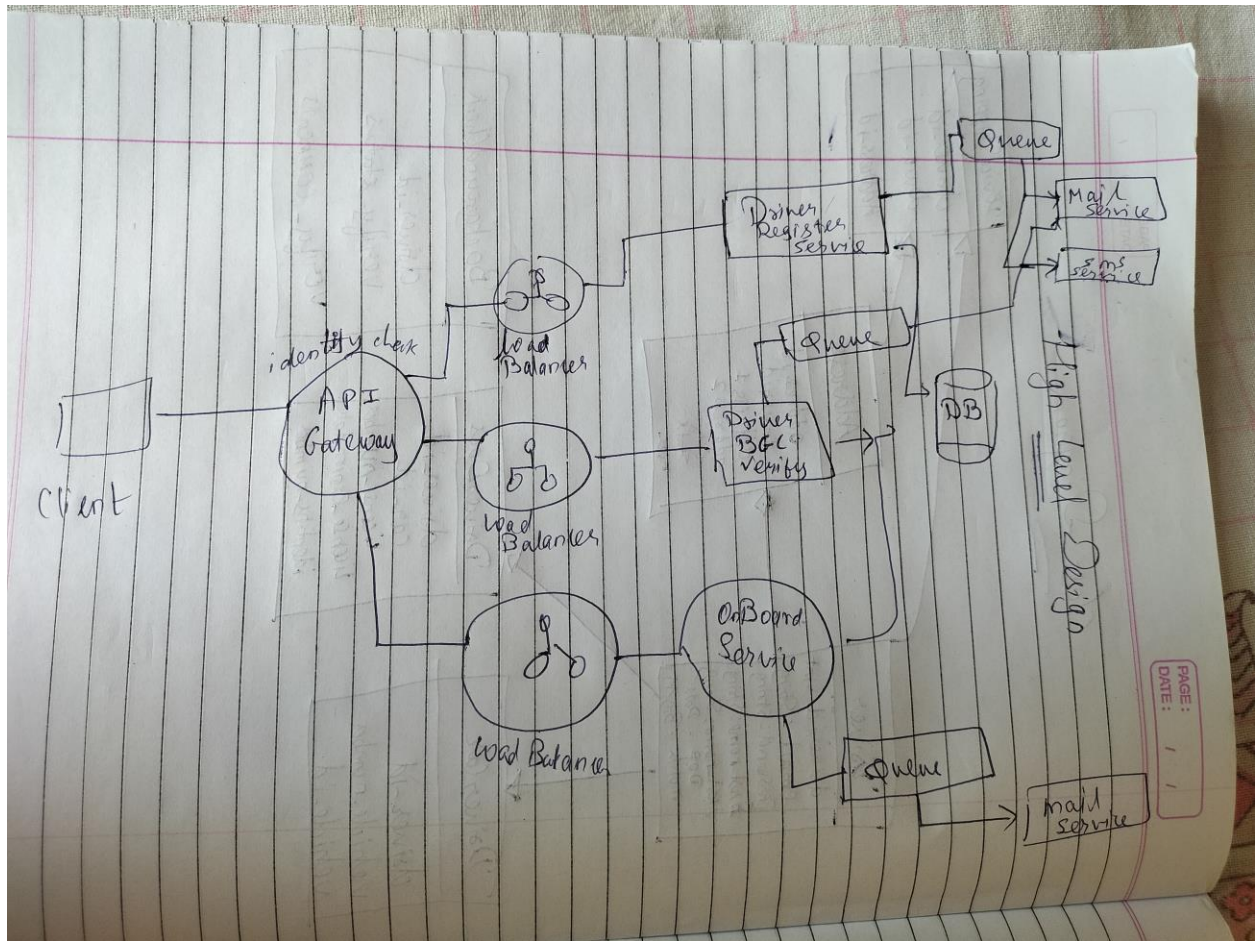 High Level Design
PAGE:
DATE: / /
Client
identity check
API
Gateway
Load
Balancer
Load
Balancer
Load Balancer
Driver
Register
Service
Driver
BGC
Verify
OnBoard
Service
Queue
Queue
Queue
Mail
Service
SMS
Service
DB
Mail
Service